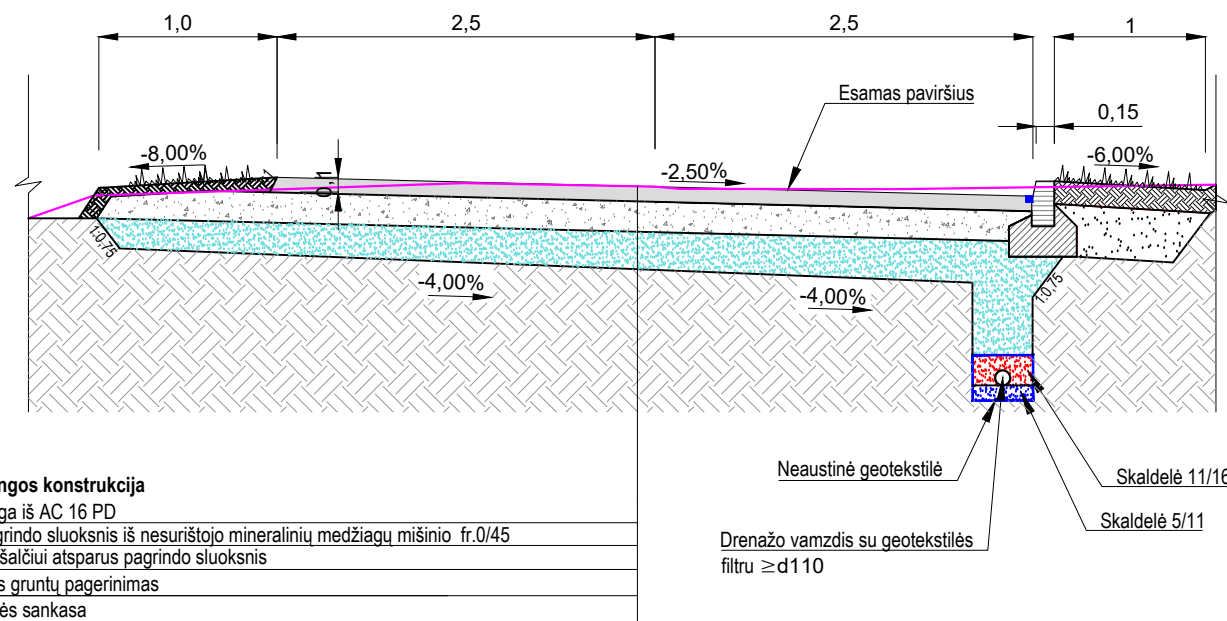 1,0 2,5 2,5 1
Esamas paviršius
0,15
-8,00% -2,50% -6,00%
0,1
1:0,75
-4,00% -4,00% 1:0,75
Neaustinė geotekstilė
Skaldelė 11/16
Skaldelė 5/11
Drenažo vamzdis su geotekstilės
filtru ≥d110
ngos konstrukcija
ga iš AC 16 PD
grindo sluoksnis iš nesurištojo mineralinių medžiagų mišinio fr.0/45
šalčiui atsparus pagrindo sluoksnis
s gruntų pagerinimas
ės sankasa